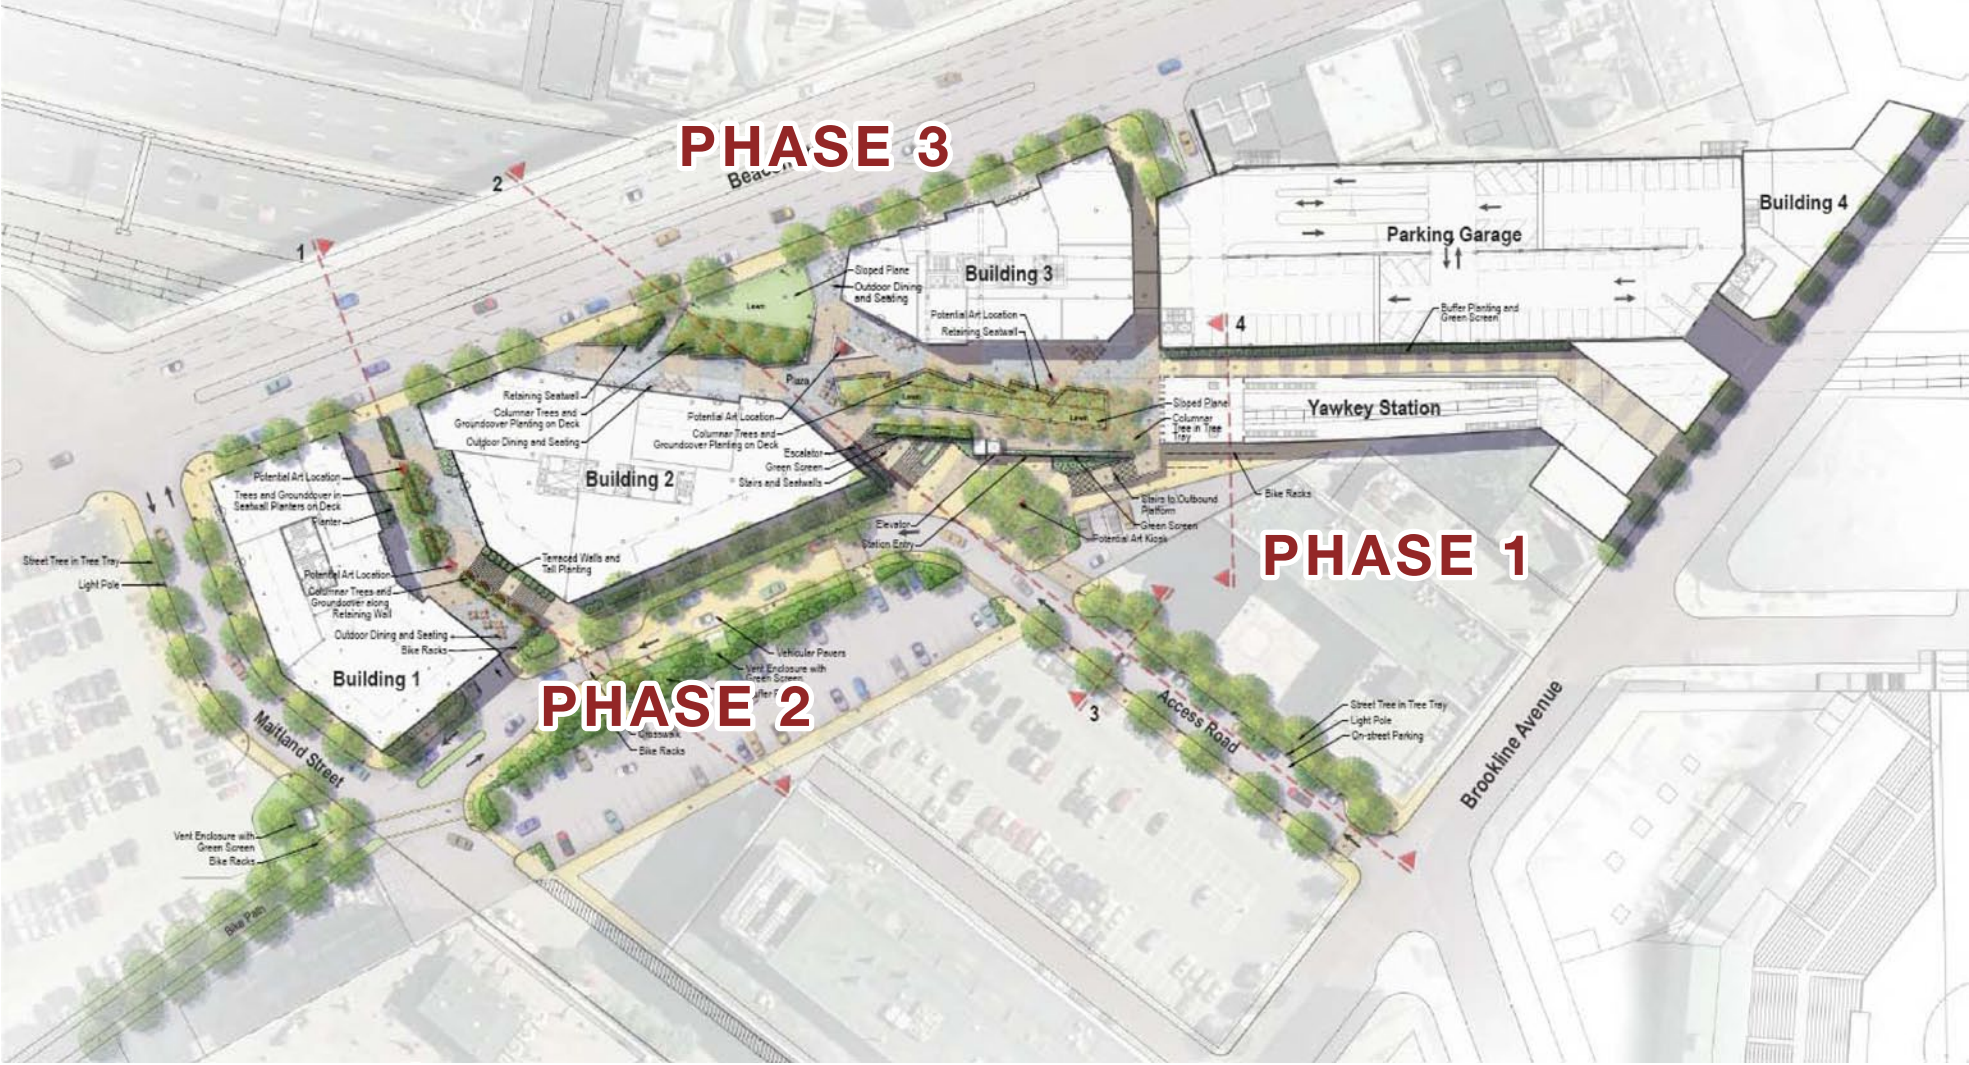 PHASE 3
2
1
Building 4
Parking Garage
Sloped Plane
Building 3
Outdoor Dining
and Seating
Lawn
Potential Art Location
Retaining Seatwall
Buffer Planting and
Green Screen
4
Plaza
Retaining Seatwall
Columnar Trees and
Groundcover Planting on Deck
Outdoor Dining and Seating
Lawn
Lawn
Potential Art Location
Columnar Trees and
Groundcover Planting on Deck
Escalator
Green Screen
Stairs and Seatwalls
Sloped Plane
Columnar
Tree in Tree
Tray
Yawkey Station
Building 2
Potential Art Location
Trees and Groundcover in
Seatwall Planters on Deck
Planter
Bike Racks
Stairs to Outbound
Platform
Green Screen
Potential Art Kiosk
Elevator
Station Entry
PHASE 1
Street Tree in Tree Tray
Light Pole
Terraced Walls and
Tall Planting
Potential Art Location
Columnar Trees and
Groundcover along
Retaining Wall
Outdoor Dining and Seating
Bike Racks
Building 1
Vehicular Pavers
Vent Enclosure with
Green Screen
PHASE 2
Crosswalk
Bike Racks
3
Access Road
Street Tree in Tree Tray
Light Pole
On-street Parking
Brookline Avenue
Maitland Street
Vent Enclosure with
Green Screen
Bike Racks
Bike Path